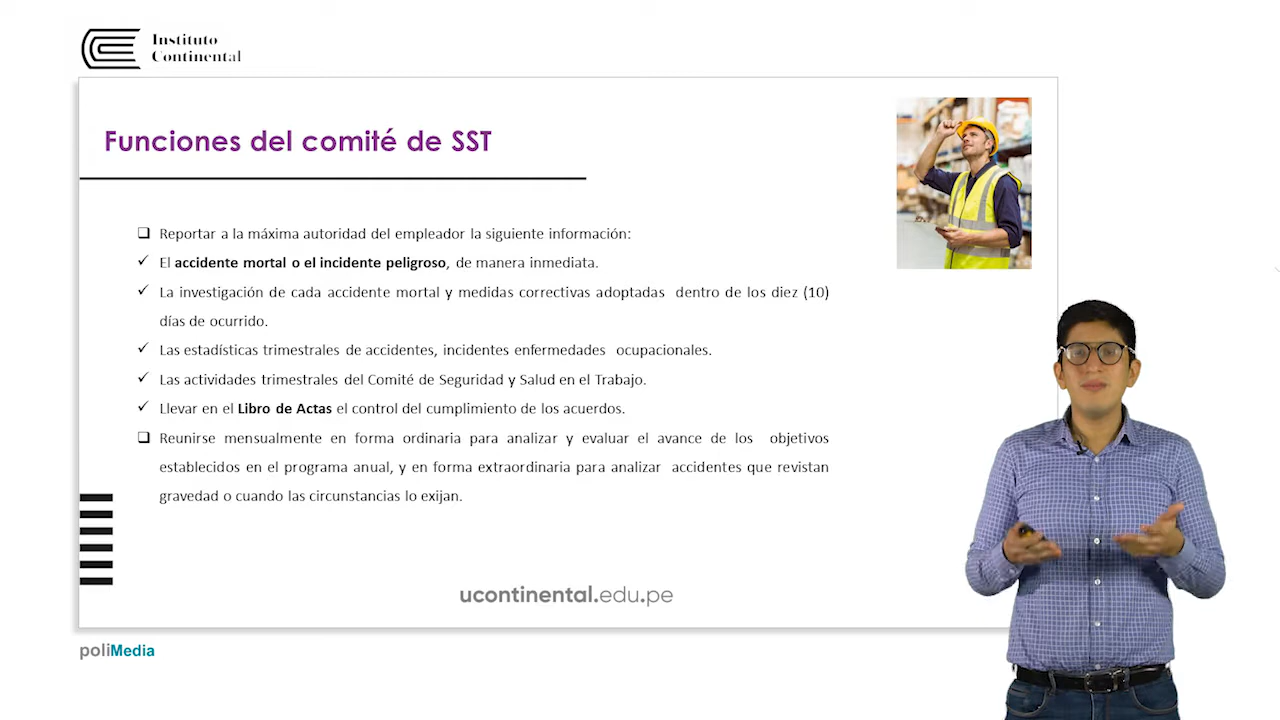 Instituto
Continental
Funciones del comité de SST
Reportar a la máxima autoridad del empleador la siguiente información:
El accidente mortal o el incidente peligroso, de manera inmediata.
La investigación de cada accidente mortal y medidas correctivas adoptadas dentro de los diez (10)
días de ocurrido.
Las estadísticas trimestrales de accidentes, incidentes enfermedades ocupacionales.
Las actividades trimestrales del Comité de Seguridad y Salud en el Trabajo.
Llevar en el Libro de Actas el control del cumplimiento de los acuerdos.
Reunirse mensualmente en forma ordinaria para analizar y evaluar el avance de los objetivos
establecidos en el programa anual, y en forma extraordinaria para analizar accidentes que revistan
gravedad o cuando las circunstancias lo exijan.
ucontinental.edu.pe
poliMedia